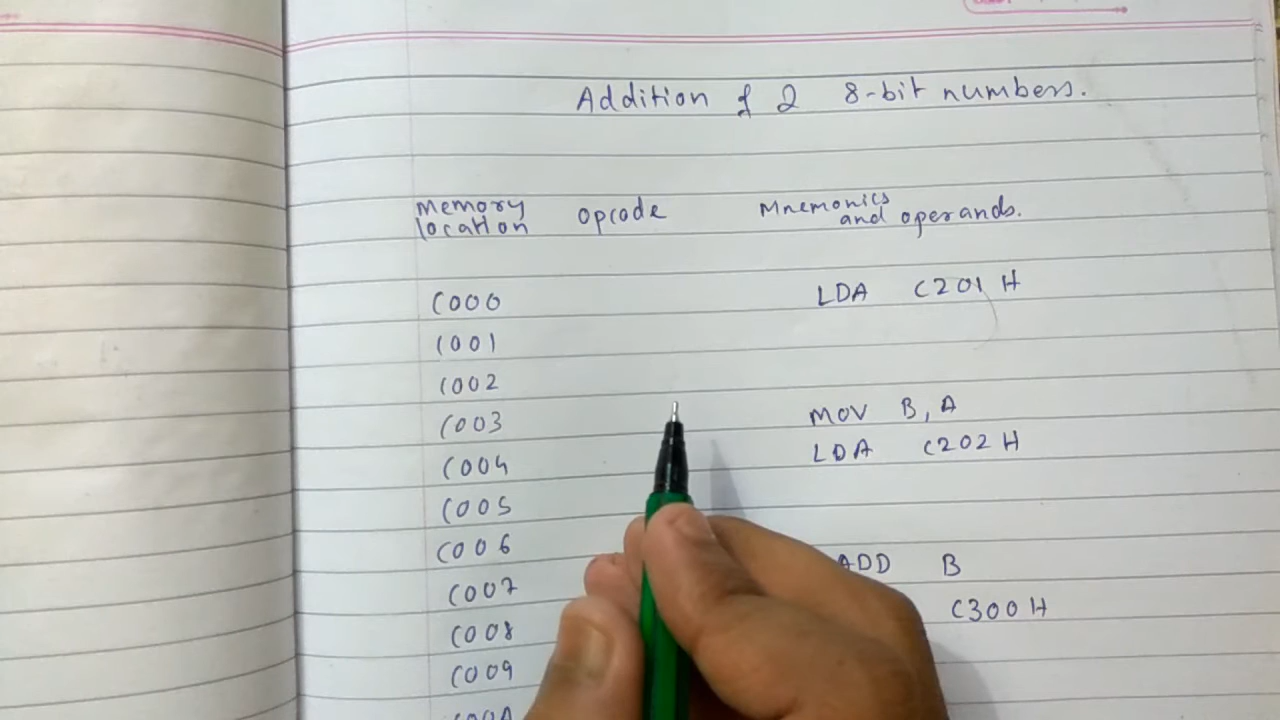 Addition of 2 8-bit numbers.
Memory location opcode Mnemonics and operands.
C000 LDA C201 H
C001
C002
C003 MOV B, A
C004 LDA C202 H
C005
C006
C007 ADD B
C008 C300 H
C009
C00A